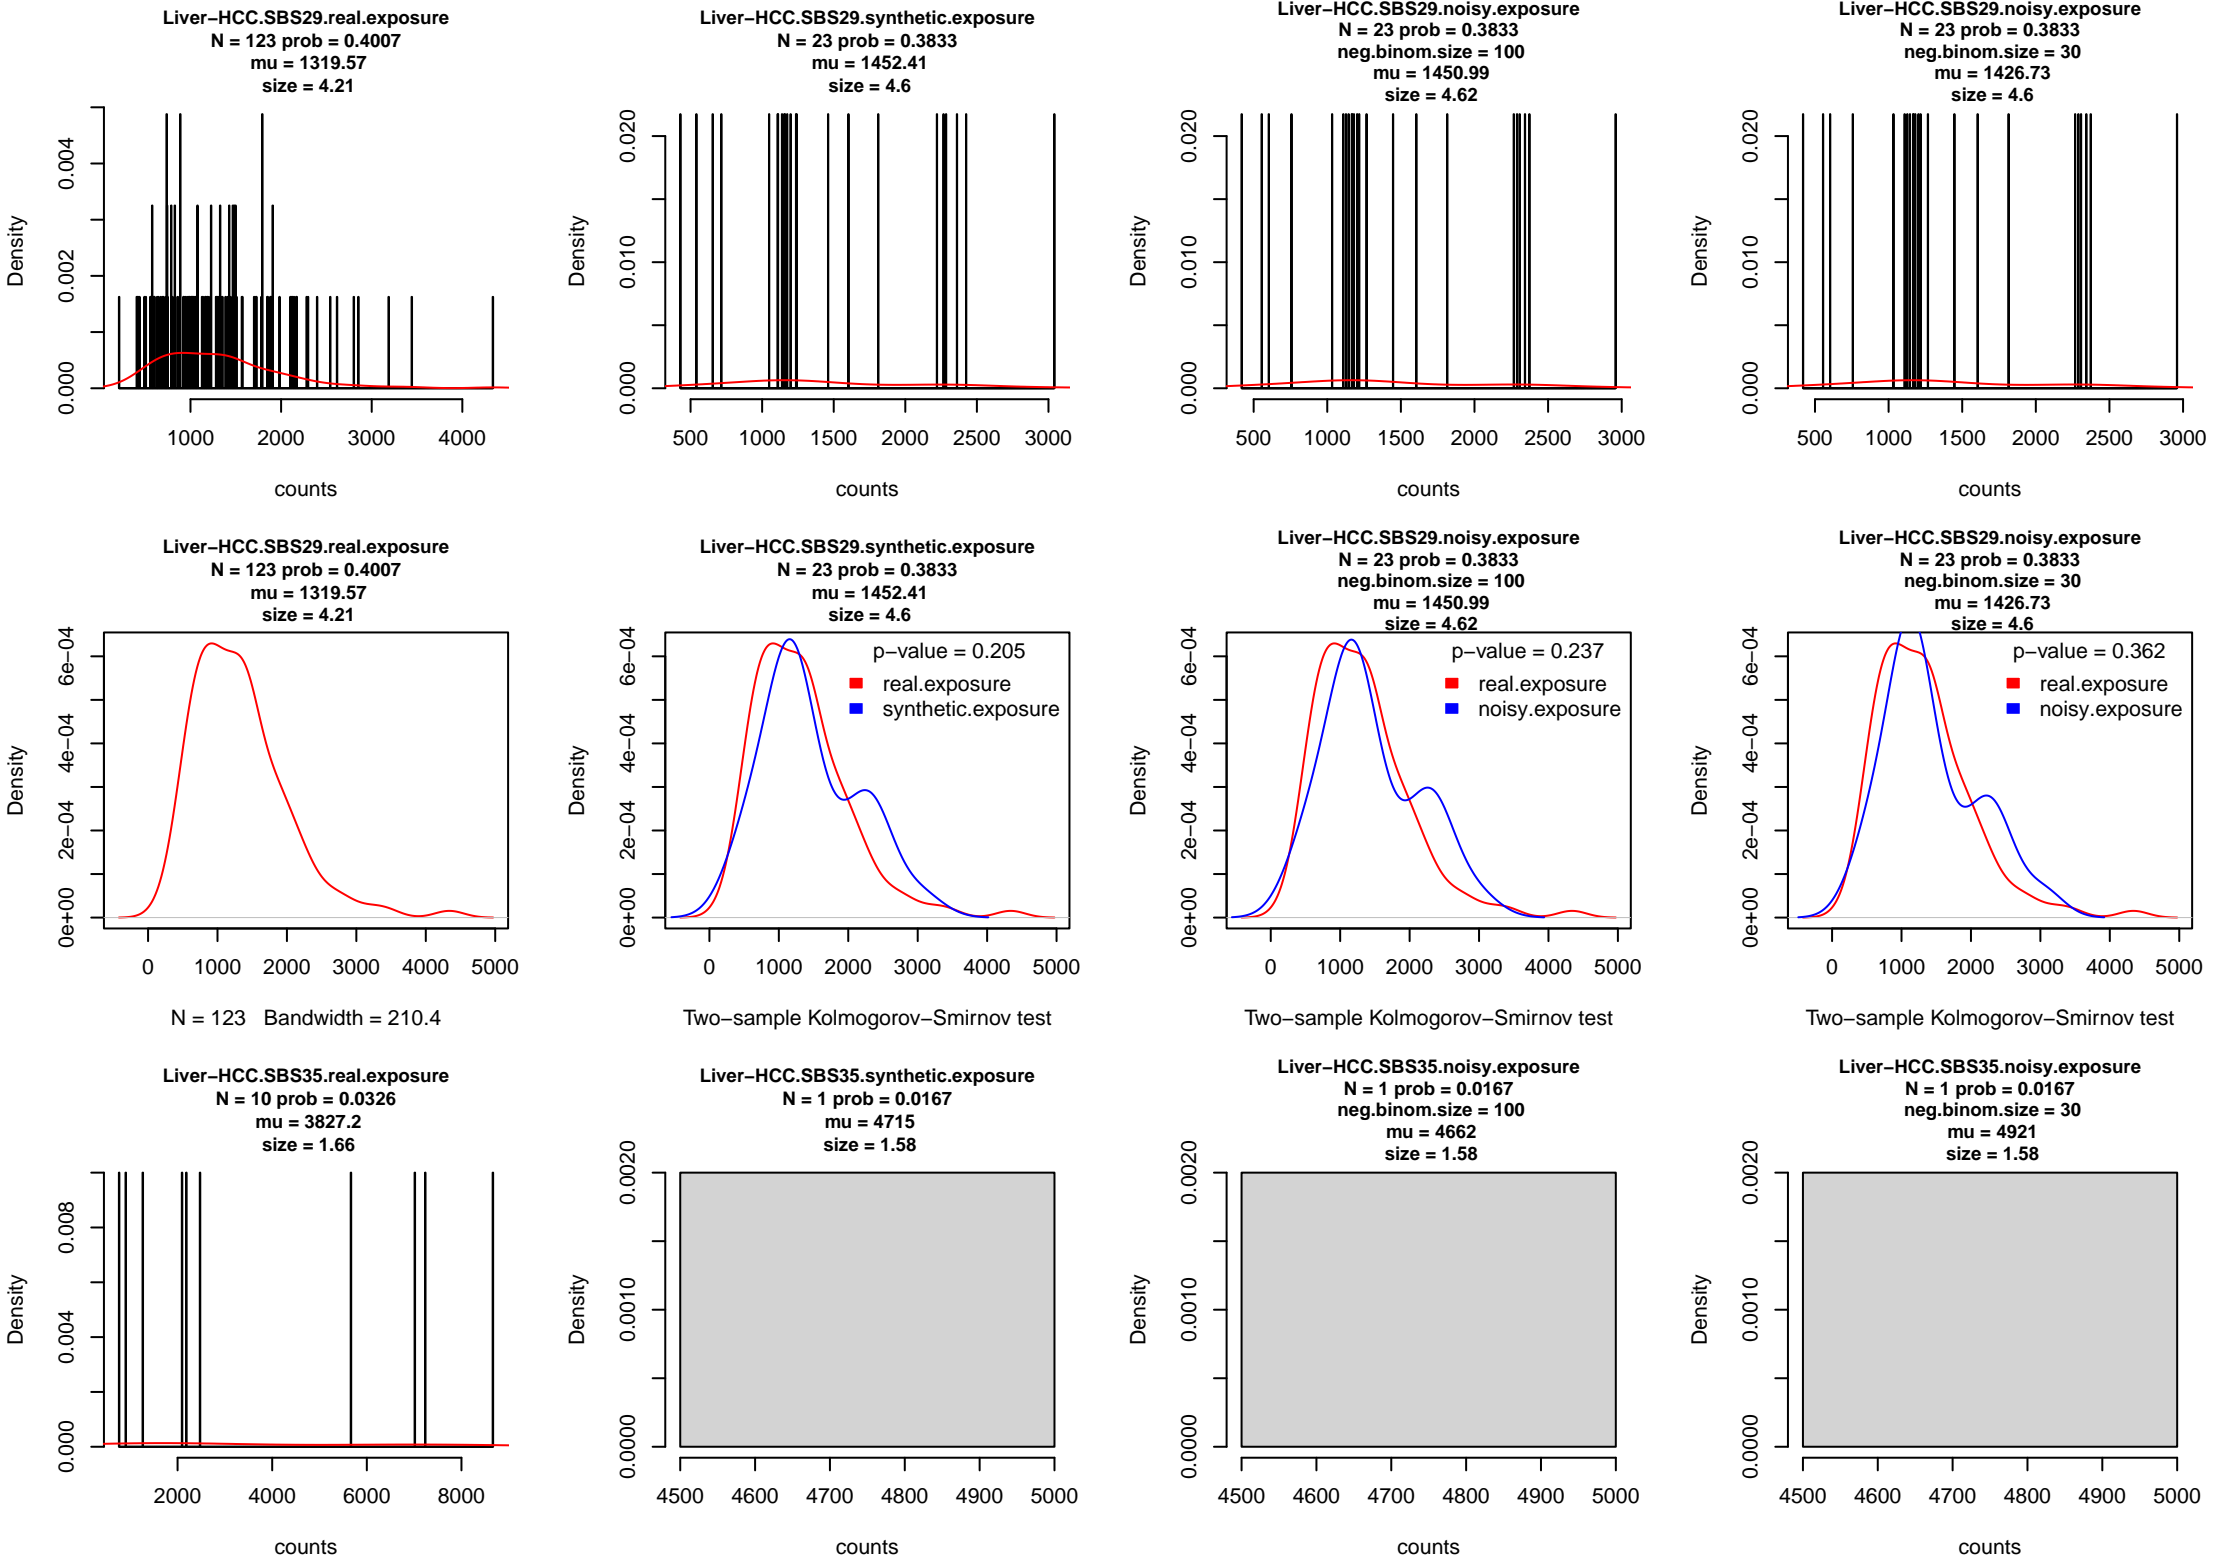 Liver−HCC.SBS29.real.exposure
N = 123 prob = 0.4007
mu = 1319.57
size = 4.21
Density
0.000 0.002 0.004
1000 2000 3000 4000
counts
Liver−HCC.SBS29.synthetic.exposure
N = 23 prob = 0.3833
mu = 1452.41
size = 4.6
Density
0.000 0.010 0.020
500 1000 1500 2000 2500 3000
counts
Liver−HCC.SBS29.noisy.exposure
N = 23 prob = 0.3833
neg.binom.size = 100
mu = 1450.99
size = 4.62
Density
0.000 0.010 0.020
500 1000 1500 2000 2500 3000
counts
Liver−HCC.SBS29.noisy.exposure
N = 23 prob = 0.3833
neg.binom.size = 30
mu = 1426.73
size = 4.6
Density
0.000 0.010 0.020
500 1000 1500 2000 2500 3000
counts
Liver−HCC.SBS29.real.exposure
N = 123 prob = 0.4007
mu = 1319.57
size = 4.21
Density
0e+00 2e−04 4e−04 6e−04
0 1000 2000 3000 4000 5000
N = 123 Bandwidth = 210.4
Liver−HCC.SBS29.synthetic.exposure
N = 23 prob = 0.3833
mu = 1452.41
size = 4.6
p−value = 0.205
real.exposure
synthetic.exposure
Density
0e+00 2e−04 4e−04 6e−04
0 1000 2000 3000 4000 5000
Two−sample Kolmogorov−Smirnov test
Liver−HCC.SBS29.noisy.exposure
N = 23 prob = 0.3833
neg.binom.size = 100
mu = 1450.99
size = 4.62
p−value = 0.237
real.exposure
noisy.exposure
Density
0e+00 2e−04 4e−04 6e−04
0 1000 2000 3000 4000 5000
Two−sample Kolmogorov−Smirnov test
Liver−HCC.SBS29.noisy.exposure
N = 23 prob = 0.3833
neg.binom.size = 30
mu = 1426.73
size = 4.6
p−value = 0.362
real.exposure
noisy.exposure
Density
0e+00 2e−04 4e−04 6e−04
0 1000 2000 3000 4000 5000
Two−sample Kolmogorov−Smirnov test
Liver−HCC.SBS35.real.exposure
N = 10 prob = 0.0326
mu = 3827.2
size = 1.66
Density
0.000 0.004 0.008
2000 4000 6000 8000
counts
Liver−HCC.SBS35.synthetic.exposure
N = 1 prob = 0.0167
mu = 4715
size = 1.58
Density
0.0000 0.0010 0.0020
4500 4600 4700 4800 4900 5000
counts
Liver−HCC.SBS35.noisy.exposure
N = 1 prob = 0.0167
neg.binom.size = 100
mu = 4662
size = 1.58
Density
0.0000 0.0010 0.0020
4500 4600 4700 4800 4900 5000
counts
Liver−HCC.SBS35.noisy.exposure
N = 1 prob = 0.0167
neg.binom.size = 30
mu = 4921
size = 1.58
Density
0.0000 0.0010 0.0020
4500 4600 4700 4800 4900 5000
counts